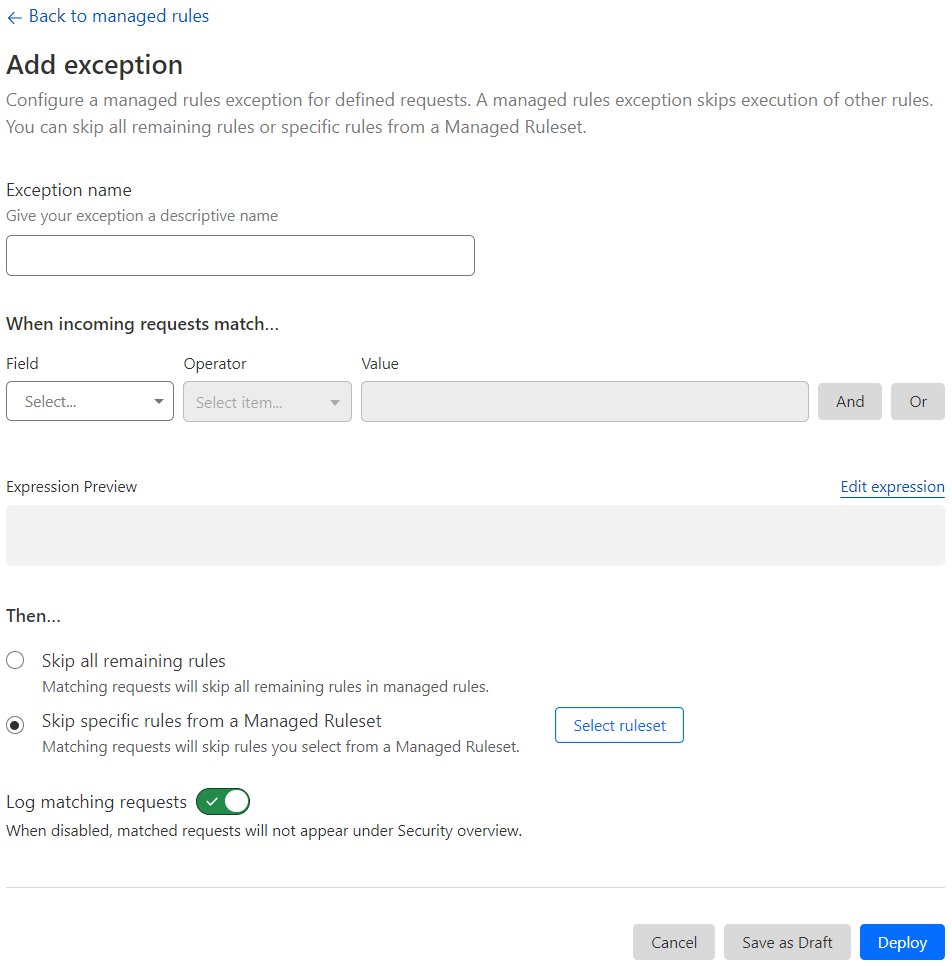 ← Back to managed rules
Add exception
Configure a managed rules exception for defined requests. A managed rules exception skips execution of other rules.
You can skip all remaining rules or specific rules from a Managed Ruleset.
Exception name
Give your exception a descriptive name
When incoming requests match...
Field Operator Value
Select... Select item... And Or
Expression Preview Edit expression
Then...
Skip all remaining rules
Matching requests will skip all remaining rules in managed rules.
Skip specific rules from a Managed Ruleset
Matching requests will skip rules you select from a Managed Ruleset.
Select ruleset
Log matching requests
When disabled, matched requests will not appear under Security overview.
Cancel Save as Draft Deploy